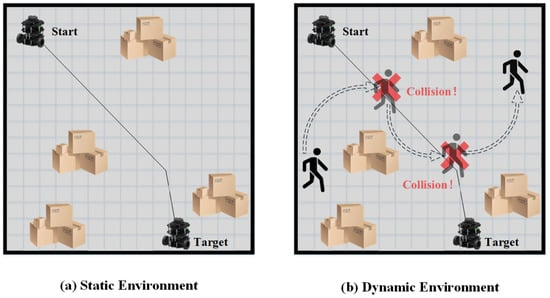 Start
Target
(a) Static Environment
Start
Collision!
Collision!
Target
(b) Dynamic Environment